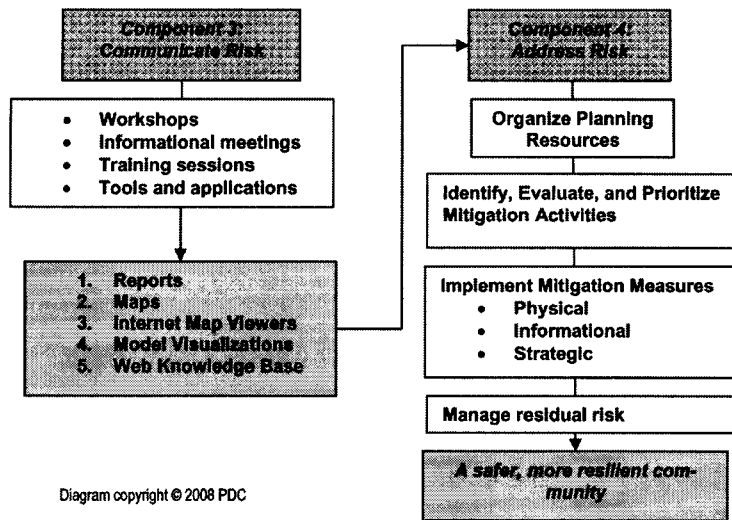 Component 3:
Communicate Risk
• Workshops
• Informational meetings
• Training sessions
• Tools and applications
1. Reports
2. Maps
3. Internet Map Viewers
4. Model Visualizations
5. Web Knowledge Base
Component 4:
Address Risk
Organize Planning
Resources
Identify, Evaluate, and Prioritize
Mitigation Activities
Implement Mitigation Measures
• Physical
• Informational
• Strategic
Manage residual risk
A safer, more resilient com-
munity
Diagram copyright © 2008 PDC